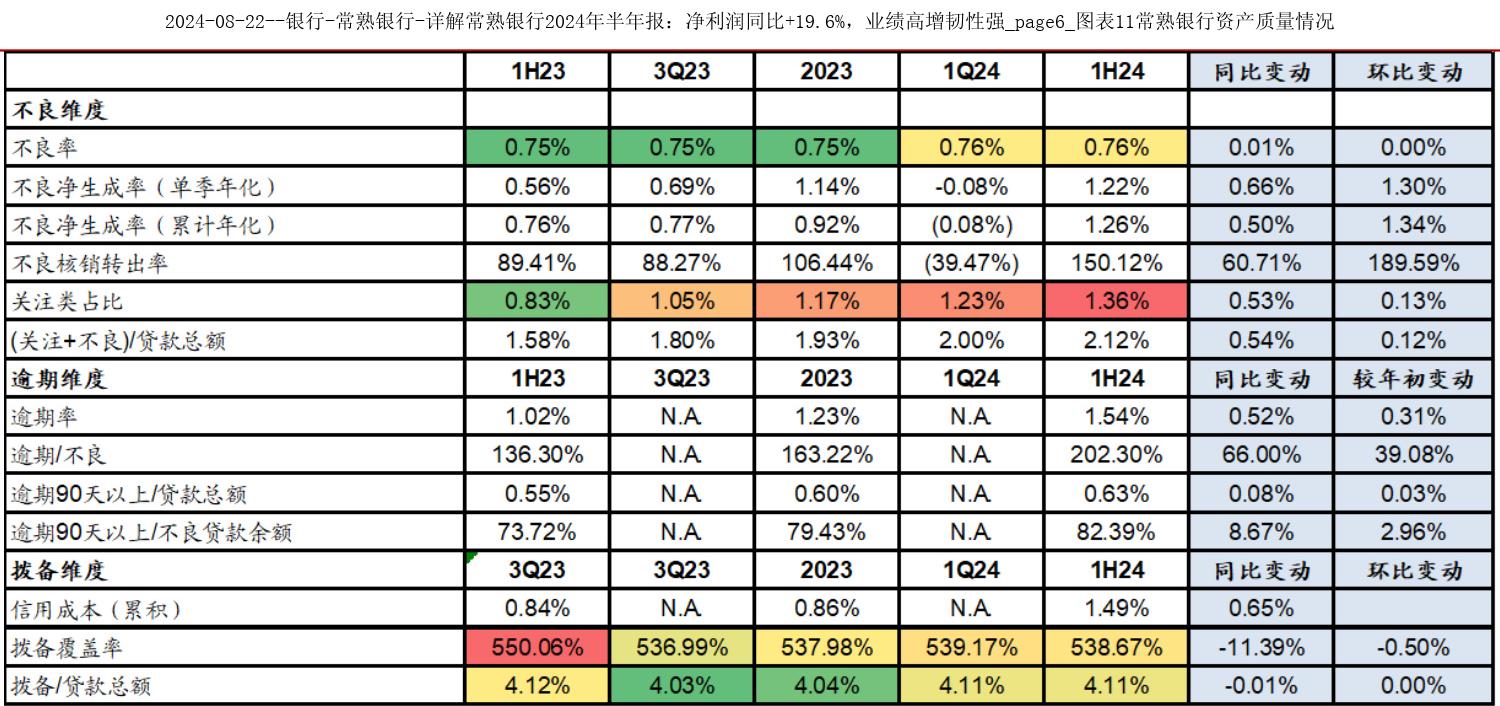 2024-08-22--银行-常熟银行-详解常熟银行2024年半年报：净利润同比+19.6%，业绩高增韧性强_page6_图表11常熟银行资产质量情况
1H23 3Q23 2023 1Q24 1H24 同比变动 环比变动
不良维度
不良率 0.75% 0.75% 0.75% 0.76% 0.76% 0.01% 0.00%
不良净生成率（单季年化） 0.56% 0.69% 1.14% -0.08% 1.22% 0.66% 1.30%
不良净生成率（累计年化） 0.76% 0.77% 0.92% (0.08%) 1.26% 0.50% 1.34%
不良核销转出率 89.41% 88.27% 106.44% (39.47%) 150.12% 60.71% 189.59%
关注类占比 0.83% 1.05% 1.17% 1.23% 1.36% 0.53% 0.13%
(关注+不良)/贷款总额 1.58% 1.80% 1.93% 2.00% 2.12% 0.54% 0.12%
逾期维度 1H23 3Q23 2023 1Q24 1H24 同比变动 较年初变动
逾期率 1.02% N.A. 1.23% N.A. 1.54% 0.52% 0.31%
逾期/不良 136.30% N.A. 163.22% N.A. 202.30% 66.00% 39.08%
逾期90天以上/贷款总额 0.55% N.A. 0.60% N.A. 0.63% 0.08% 0.03%
逾期90天以上/不良贷款余额 73.72% N.A. 79.43% N.A. 82.39% 8.67% 2.96%
拨备维度 3Q23 3Q23 2023 1Q24 1H24 同比变动 环比变动
信用成本（累积） 0.84% N.A. 0.86% N.A. 1.49% 0.65%
拨备覆盖率 550.06% 536.99% 537.98% 539.17% 538.67% -11.39% -0.50%
拨备/贷款总额 4.12% 4.03% 4.04% 4.11% 4.11% -0.01% 0.00%